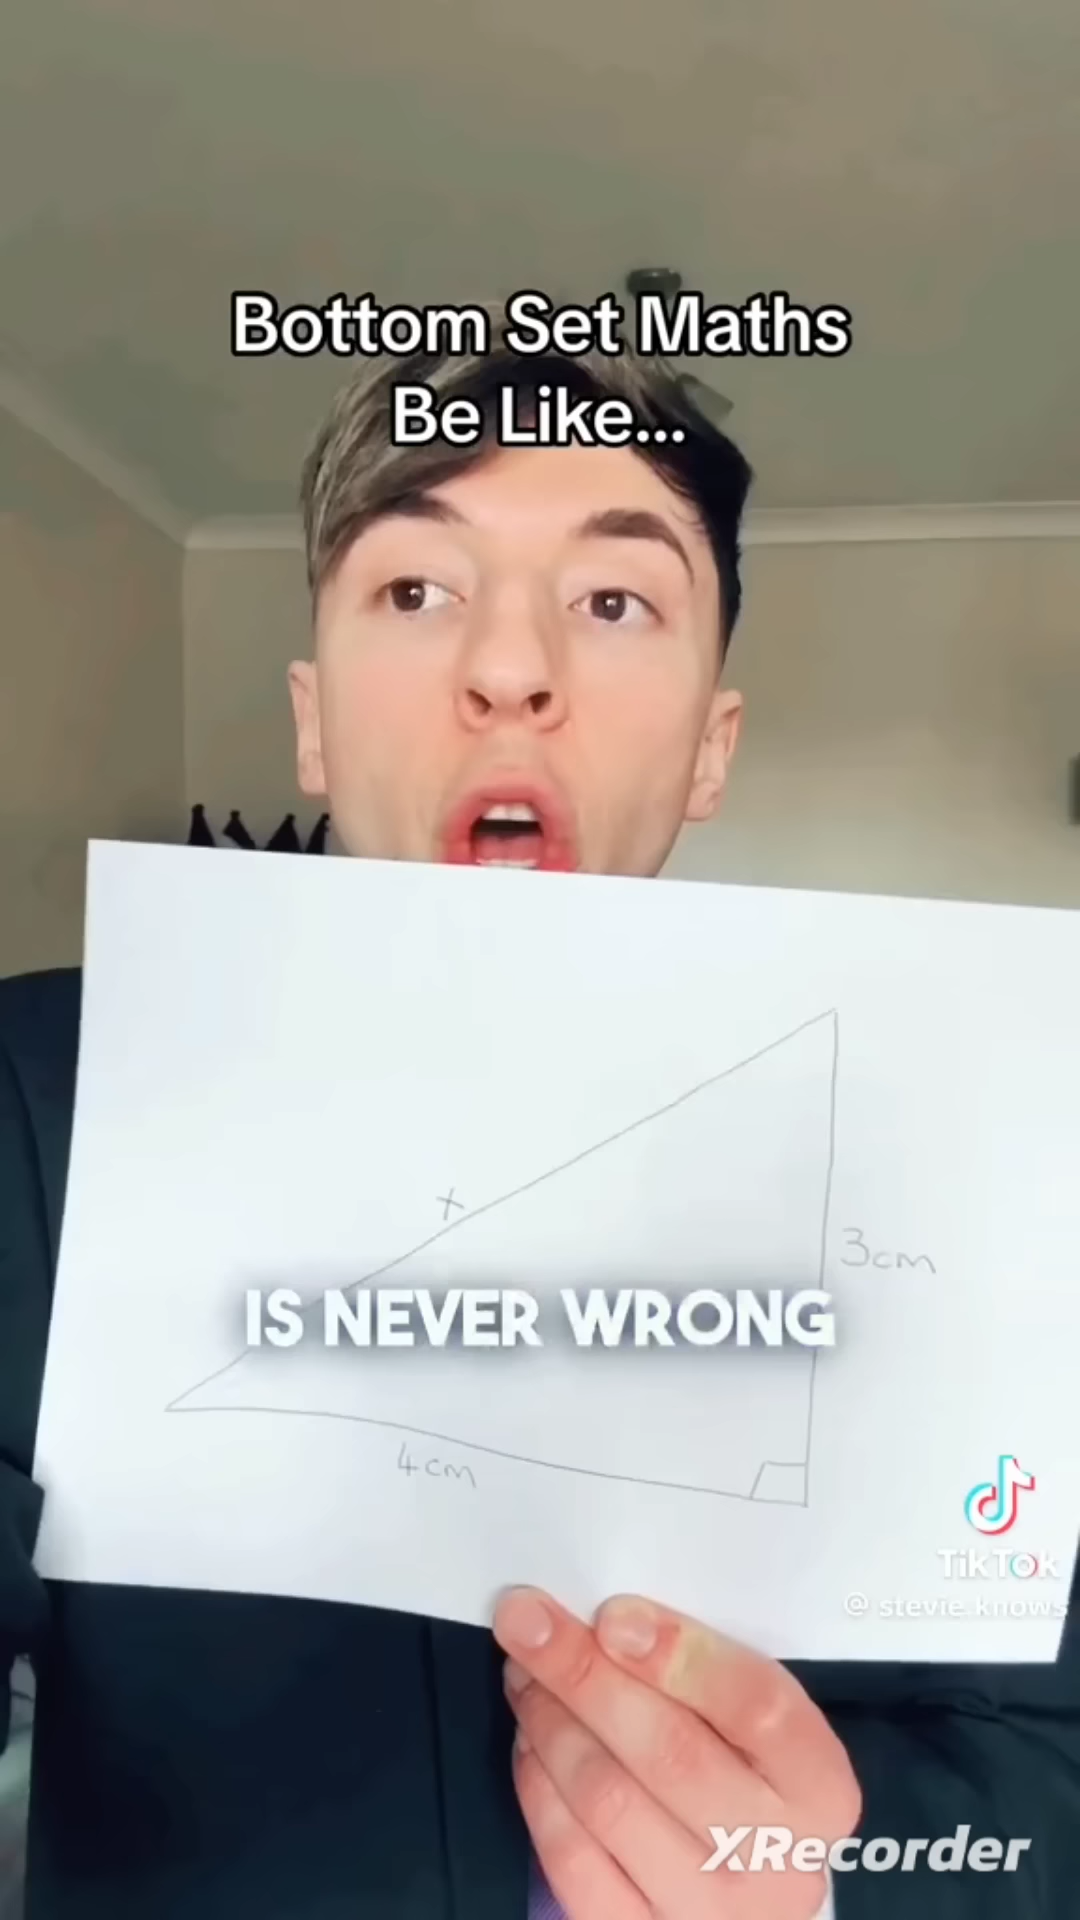 Bottom Set Maths
Be Like...
x
3cm
IS NEVER WRONG
4cm
TikTok
@ stevie.knows
XRecorder